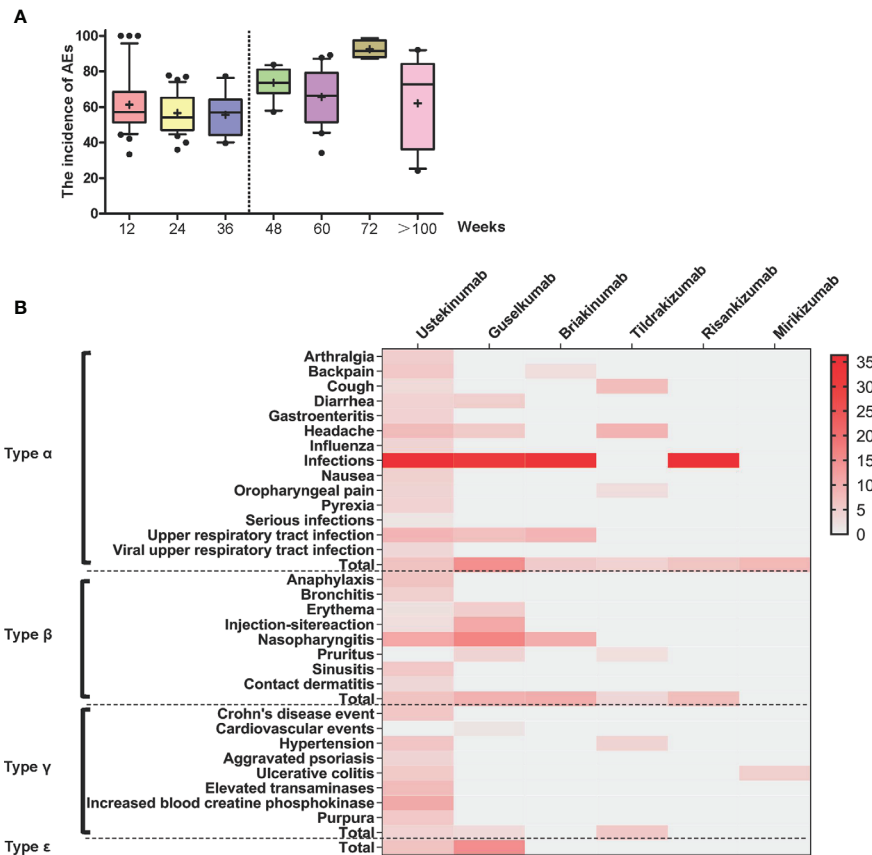 A
The incidence of AEs
100
80
60
40
20
0
12 24 36 48 60 72 >100 Weeks
B
Ustekinumab Guselkumab Briakinumab Tildrakizumab Risankizumab Mirikizumab
Type α
Arthralgia
Backpain
Cough
Diarrhea
Gastroenteritis
Headache
Influenza
Infections
Nausea
Oropharyngeal pain
Pyrexia
Serious infections
Upper respiratory tract infection
Viral upper respiratory tract infection
Total
Type β
Anaphylaxis
Bronchitis
Erythema
Injection-sitereaction
Nasopharyngitis
Pruritus
Sinusitis
Contact dermatitis
Total
Type γ
Crohn's disease event
Cardiovascular events
Hypertension
Aggravated psoriasis
Ulcerative colitis
Elevated transaminases
Increased blood creatine phosphokinase
Purpura
Total
Type ε
Total
35
30
25
20
15
10
5
0